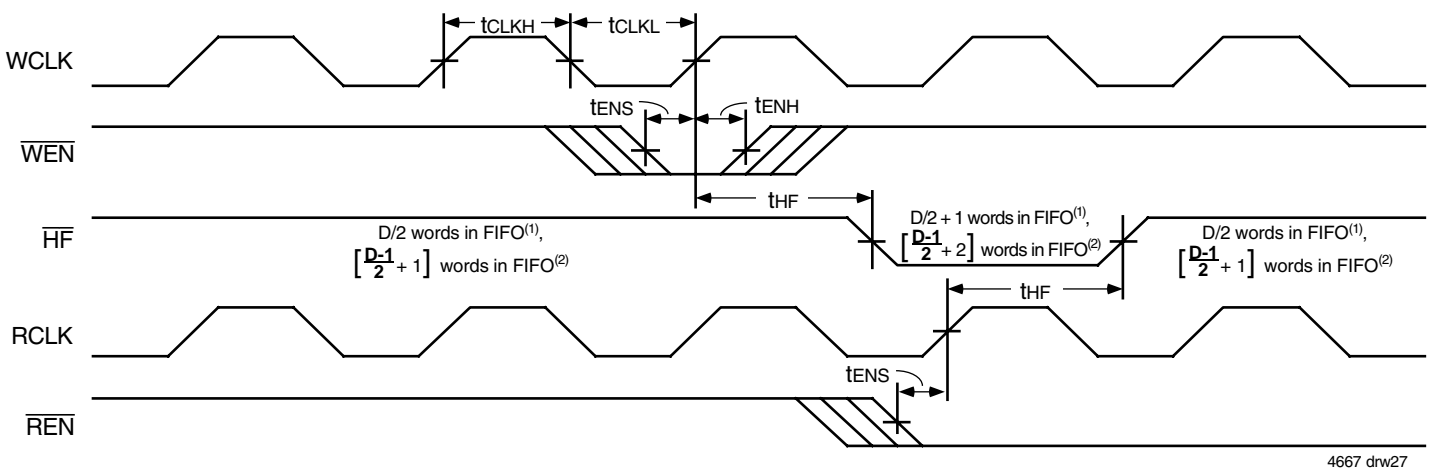 tCLKH
tCLKL
WCLK
tENS
tENH
WEN
tHF
HF
D/2 words in FIFO(1),
[D-1/2 + 1] words in FIFO(2)
D/2 + 1 words in FIFO(1),
[D-1/2 + 2] words in FIFO(2)
D/2 words in FIFO(1),
[D-1/2 + 1] words in FIFO(2)
tHF
RCLK
tENS
REN
4667 drw27